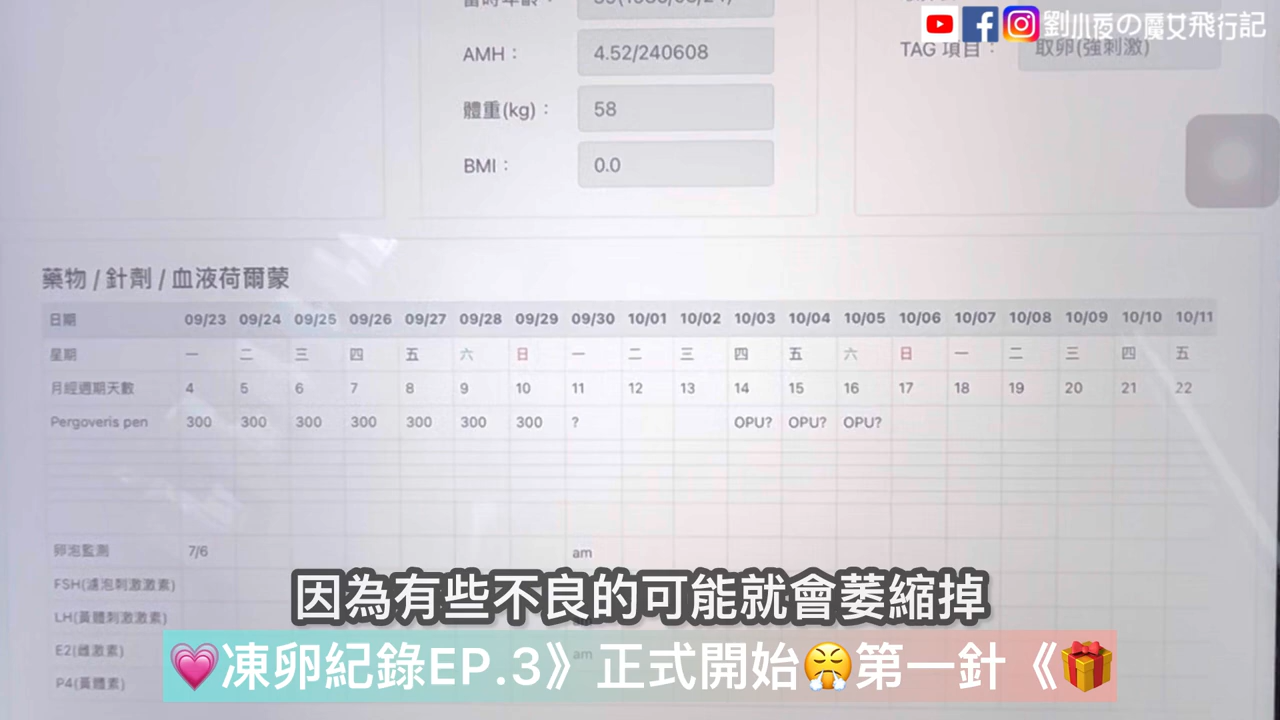 劉小夜の魔女飛行記
TAG 項目： 取卵(強刺激)
AMH： 4.52/240608
體重(kg)： 58
BMI： 0.0
藥物 / 針劑 / 血液荷爾蒙
日期 09/23 09/24 09/25 09/26 09/27 09/28 09/29 09/30 10/01 10/02 10/03 10/04 10/05 10/06 10/07 10/08 10/09 10/10 10/11
星期 一 二 三 四 五 六 日 一 二 三 四 五 六 日 一 二 三 四 五
月經週期天數 4 5 6 7 8 9 10 11 12 13 14 15 16 17 18 19 20 21 22
Pergoveris pen 300 300 300 300 300 300 300 ? OPU? OPU? OPU?
卵泡監測 7/6 am
FSH(濾泡刺激激素)
LH(黃體刺激激素)
E2(雌激素) am
P4(黃體素)
因為有些不良的可能就會萎縮掉
💗凍卵紀錄EP.3》正式開始😤第一針《🎁